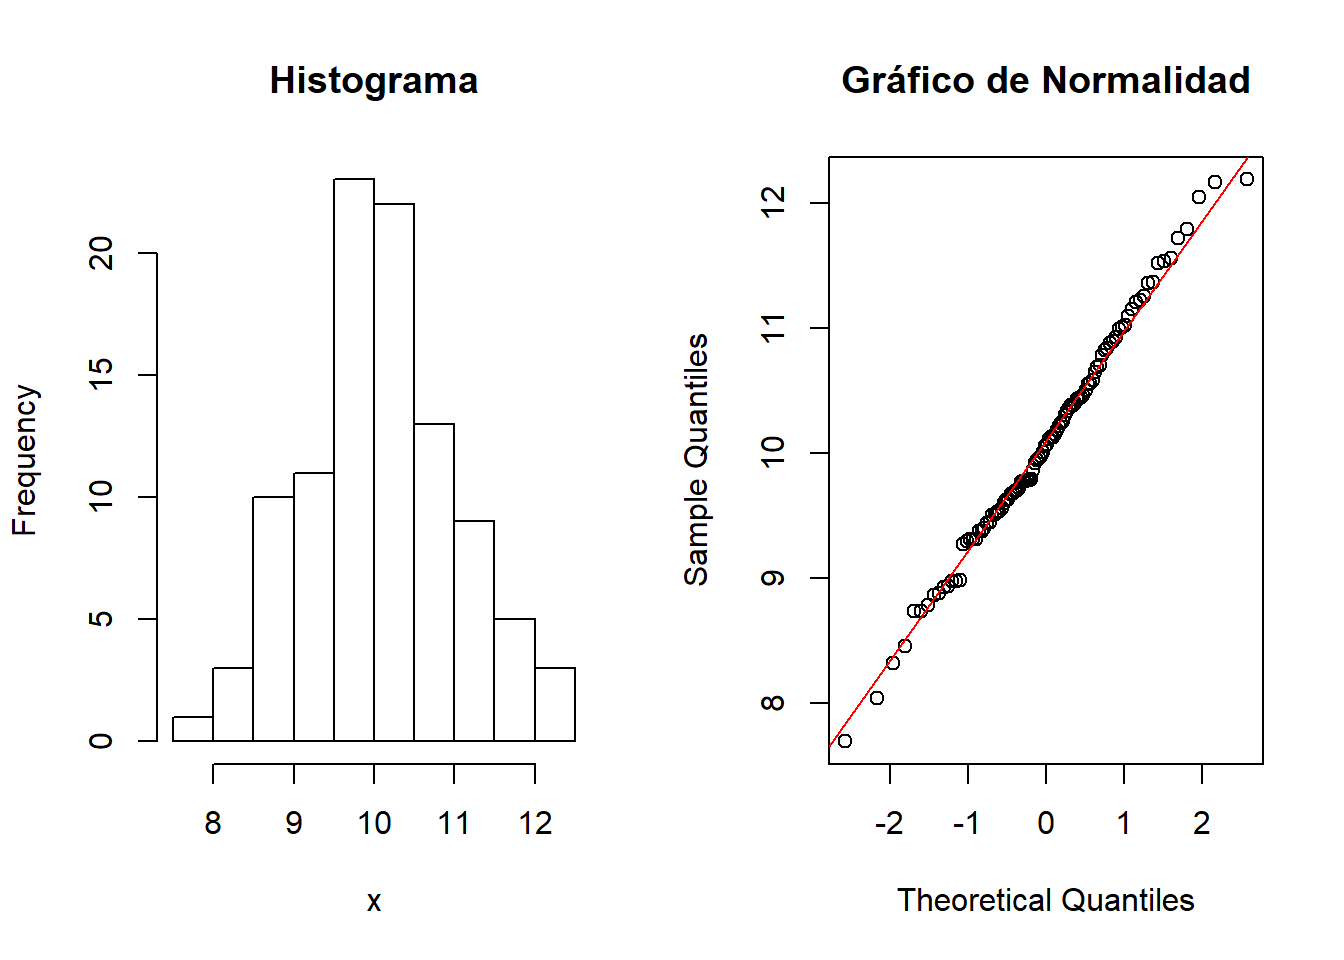 Histograma
Frequency
20
15
10
5
0
8 9 10 11 12
x
Gráfico de Normalidad
Sample Quantiles
12
11
10
9
8
-2 -1 0 1 2
Theoretical Quantiles